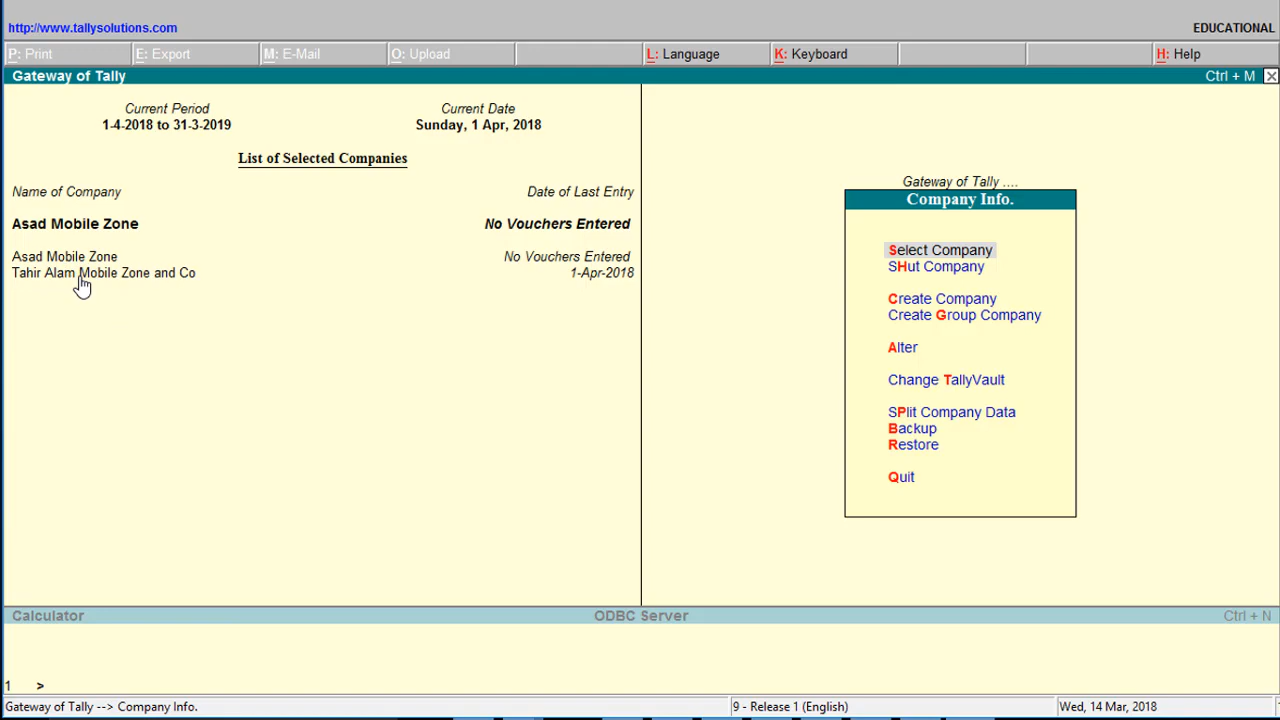 http://www.tallysolutions.com EDUCATIONAL
P: Print E: Export M: E-Mail O: Upload L: Language K: Keyboard H: Help
Gateway of Tally Ctrl + M
Current Period Current Date
1-4-2018 to 31-3-2019 Sunday, 1 Apr, 2018
List of Selected Companies
Name of Company Date of Last Entry
Asad Mobile Zone No Vouchers Entered
Asad Mobile Zone No Vouchers Entered
Tahir Alam Mobile Zone and Co 1-Apr-2018
Gateway of Tally ....
Company Info.
Select Company
SHut Company
Create Company
Create Group Company
Alter
Change TallyVault
SPlit Company Data
Backup
Restore
Quit
Calculator ODBC Server Ctrl + N
1 >
Gateway of Tally --> Company Info. 9 - Release 1 (English) Wed, 14 Mar, 2018